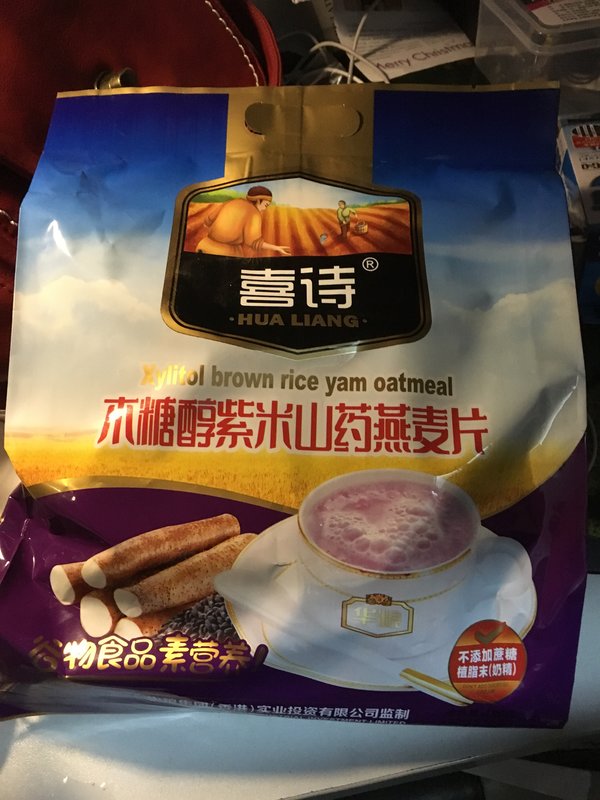 Merry Christmas
喜诗®
·HUA LIANG·
Xylitol brown rice yam oatmeal
木糖醇紫米山药燕麦片
谷物食品 素营养
不添加蔗糖
植脂末(奶精)
(香港)实业投资有限公司监制